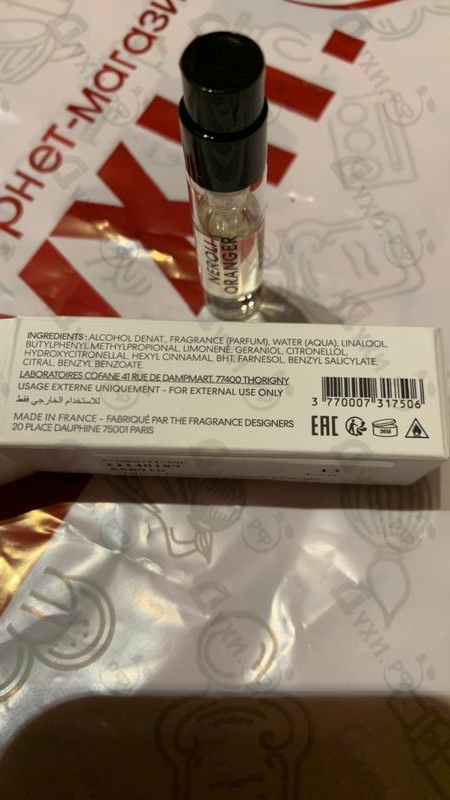 рнет-магази
NEROLI
ORANGER
INGREDIENTS : ALCOHOL DENAT., FRAGRANCE (PARFUM), WATER (AQUA), LINALOOL,
BUTYLPHENYL METHYLPROPIONAL, LIMONENE, GERANIOL, CITRONELLOL,
HYDROXYCITRONELLAL, HEXYL CINNAMAL, BHT, FARNESOL, BENZYL SALICYLATE,
CITRAL, BENZYL BENZOATE.
LABORATOIRES COFANE 41 RUE DE DAMPMART, 77400 THORIGNY
USAGE EXTERNE UNIQUEMENT - FOR EXTERNAL USE ONLY
للاستخدام الخارجي فقط
3 770007 317506
MADE IN FRANCE - FABRIQUÉ PAR THE FRAGRANCE DESIGNERS
20 PLACE DAUPHINE 75001 PARIS
EAC
36M
Духи.рф